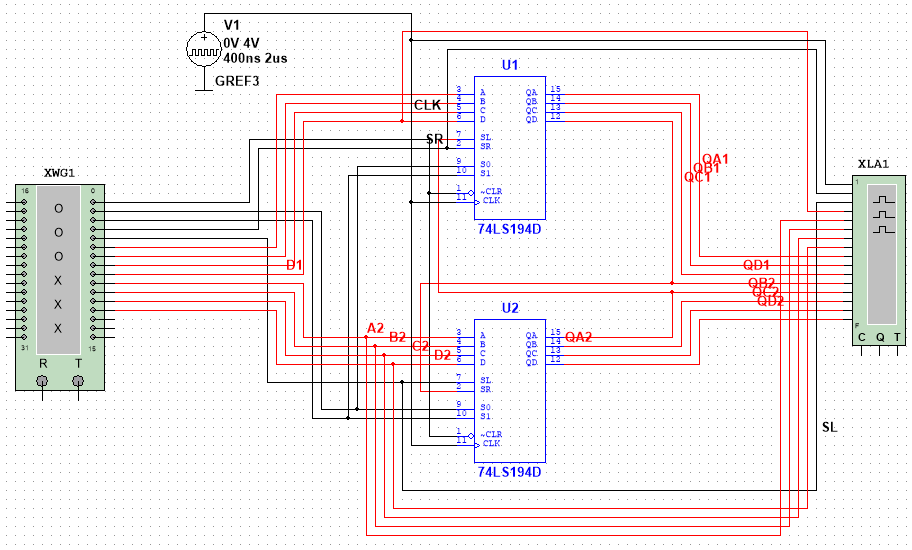 V1
0V 4V
400ns 2us
GREF3
U1
3 A QA 15
4 B QB 14
5 C QC 13
6 D QD 12
CLK
7 SL
SR
2 SR
9 S0
10 S1
1 ~CLR
11 CLK
74LS194D
QA1
QB1
QC1
XWG1
16 0
O
O
O
X
X
X
31 15
R T
XLA1
1
F
C Q T
D1
QD1
QB2
QC2
QD2
U2
A2
B2
C2
D2
QA2
3 A QA 15
4 B QB 14
5 C QC 13
6 D QD 12
7 SL
2 SR
9 S0
10 S1
1 ~CLR
11 CLK
74LS194D
SL